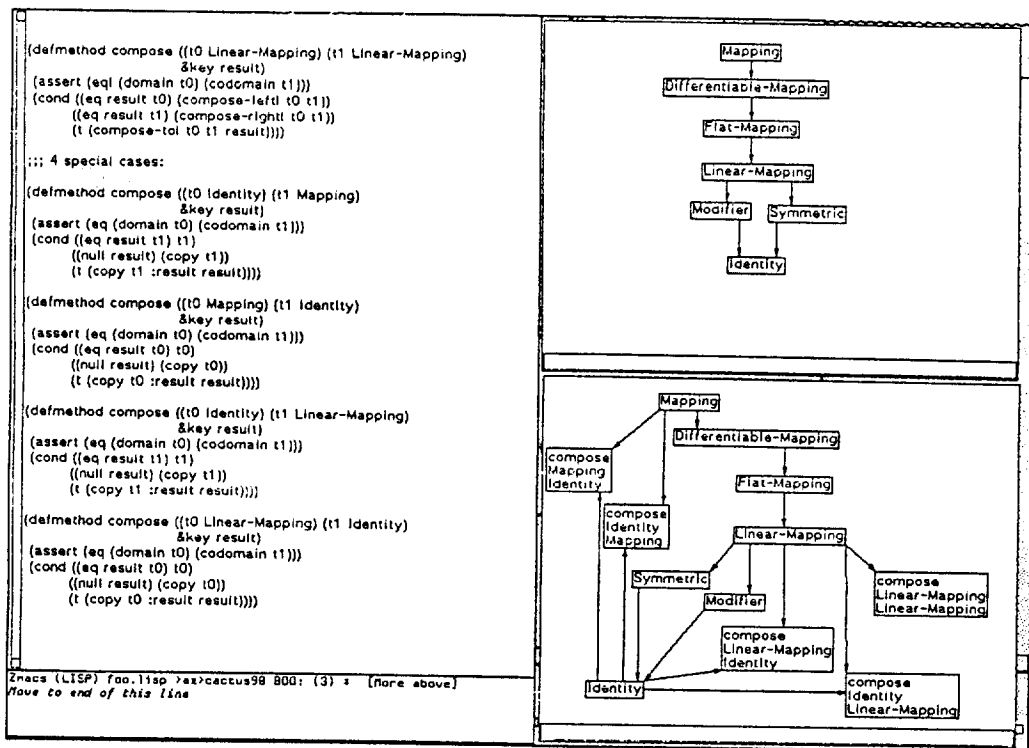 (defmethod compose ((t0 Linear-Mapping) (t1 Linear-Mapping)
&key result)
(assert (eql (domain t0) (codomain t1)))
(cond ((eq result t0) (compose-left! t0 t1))
((eq result t1) (compose-right! t0 t1))
(t (compose-to! t0 t1 result))))
;;; 4 special cases:
(defmethod compose ((t0 Identity) (t1 Mapping)
&key result)
(assert (eq (domain t0) (codomain t1)))
(cond ((eq result t1) t1)
((null result) (copy t1))
(t (copy t1 :result result))))
(defmethod compose ((t0 Mapping) (t1 Identity)
&key result)
(assert (eq (domain t0) (codomain t1)))
(cond ((eq result t0) t0)
((null result) (copy t0))
(t (copy t0 :result result))))
(defmethod compose ((t0 Identity) (t1 Linear-Mapping)
&key result)
(assert (eq (domain t0) (codomain t1)))
(cond ((eq result t1) t1)
((null result) (copy t1))
(t (copy t1 :result result))))
(defmethod compose ((t0 Linear-Mapping) (t1 Identity)
&key result)
(assert (eq (domain t0) (codomain t1)))
(cond ((eq result t0) t0)
((null result) (copy t0))
(t (copy t0 :result result))))
Zmacs (LISP) foo.lisp >az>cactus98 B00: (3) * [More above]
Move to end of this line
Mapping
Differentiable-Mapping
Flat-Mapping
Linear-Mapping
Modifier
Symmetric
Identity
Mapping
Differentiable-Mapping
compose
Mapping
Identity
Flat-Mapping
compose
Identity
Mapping
Linear-Mapping
Symmetric
compose
Linear-Mapping
Linear-Mapping
Modifier
compose
Linear-Mapping
Identity
Identity
compose
Identity
Linear-Mapping